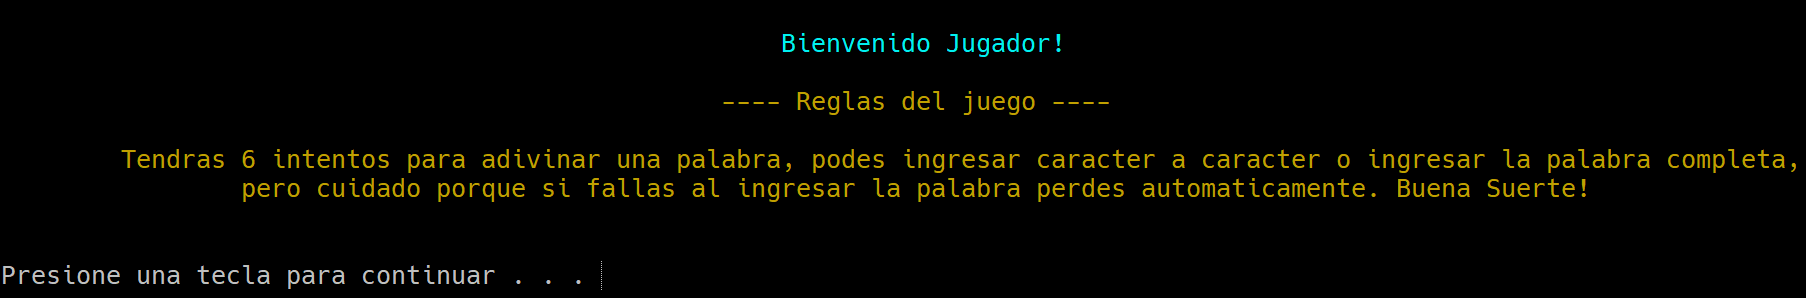 Bienvenido Jugador!
---- Reglas del juego ----
Tendras 6 intentos para adivinar una palabra, podes ingresar caracter a caracter o ingresar la palabra completa,
pero cuidado porque si fallas al ingresar la palabra perdes automaticamente. Buena Suerte!
Presione una tecla para continuar . . .